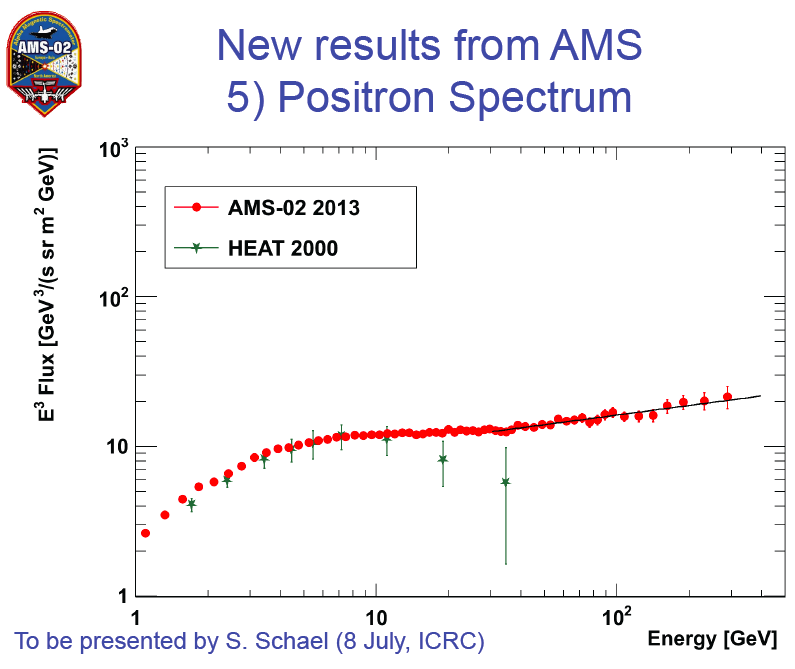 AMS-02
New results from AMS
5) Positron Spectrum
E³ Flux [GeV³/(s sr m² GeV)]
10³
AMS-02 2013
HEAT 2000
10²
10
1
1
10
10²
Energy [GeV]
To be presented by S. Schael (8 July, ICRC)